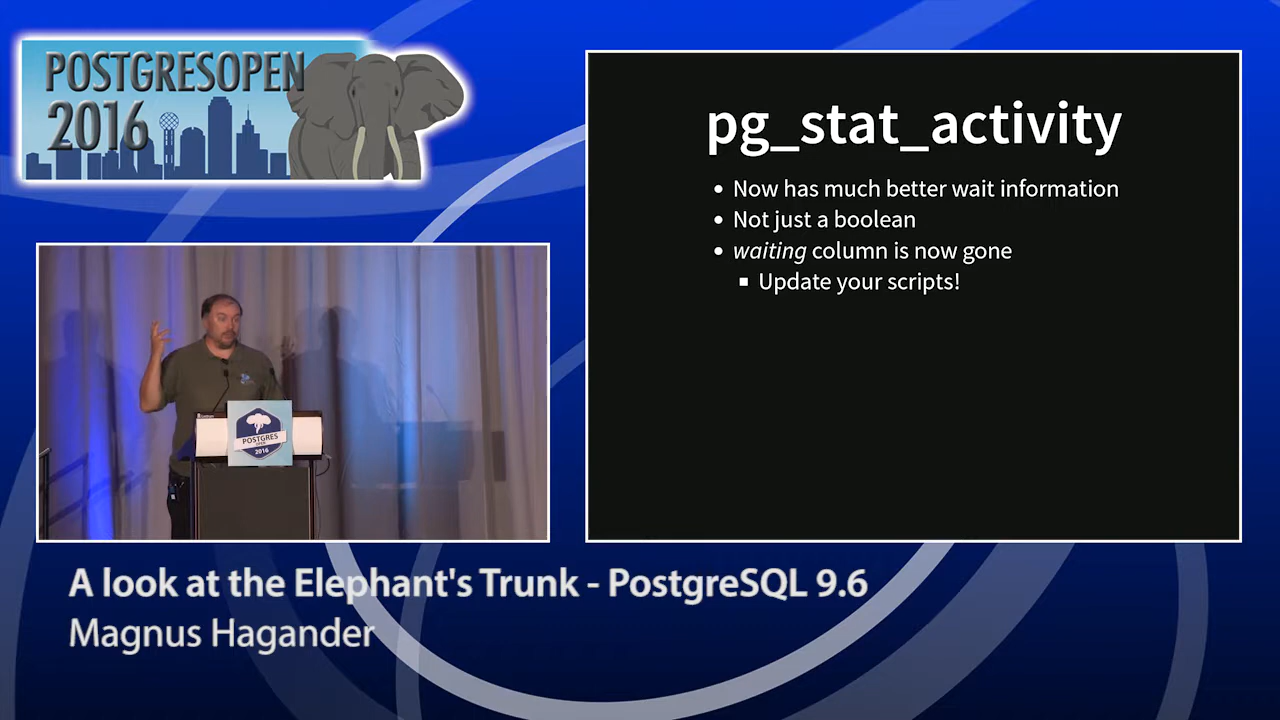 POSTGRESOPEN
2016
pg_stat_activity
• Now has much better wait information
• Not just a boolean
• waiting column is now gone
▪ Update your scripts!
POSTGRES
OPEN
2016
A look at the Elephant's Trunk - PostgreSQL 9.6
Magnus Hagander